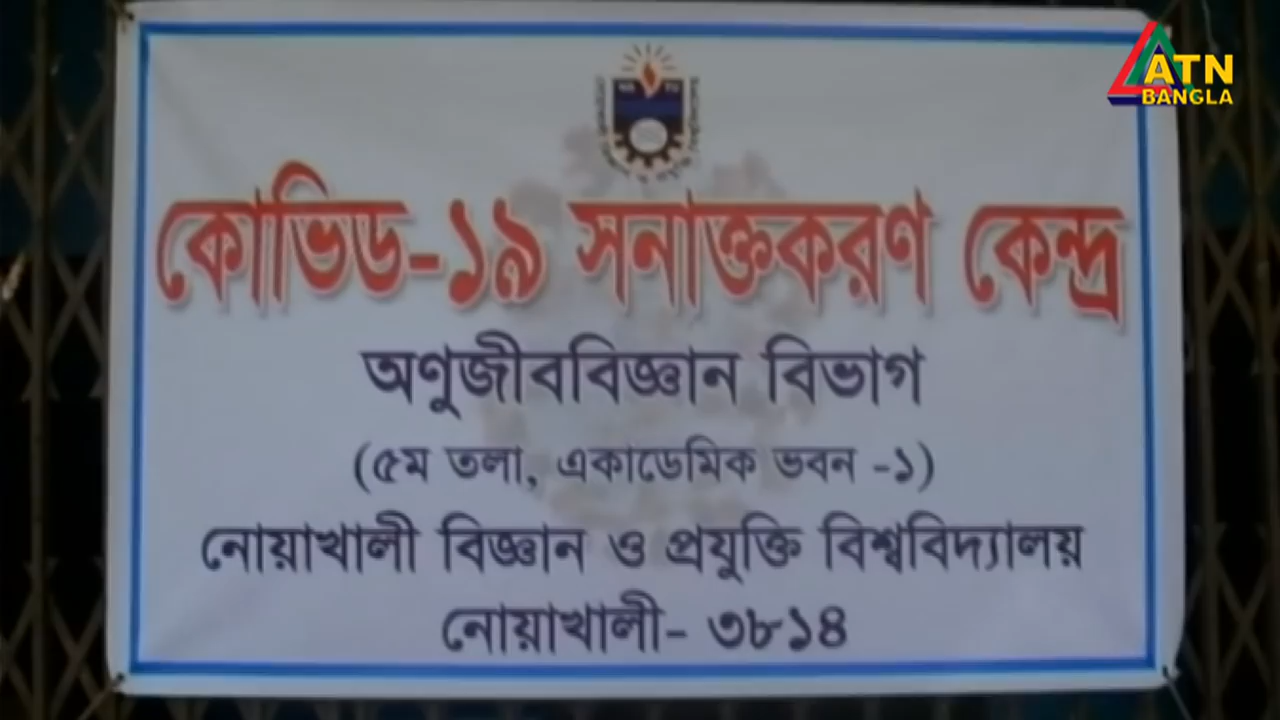 ATN
BANGLA
কোভিড-১৯ সনাক্তকরণ কেন্দ্র
অণুজীববিজ্ঞান বিভাগ
(৫ম তলা, একাডেমিক ভবন -১)
নোয়াখালী বিজ্ঞান ও প্রযুক্তি বিশ্ববিদ্যালয়
নোয়াখালী- ৩৮১৪